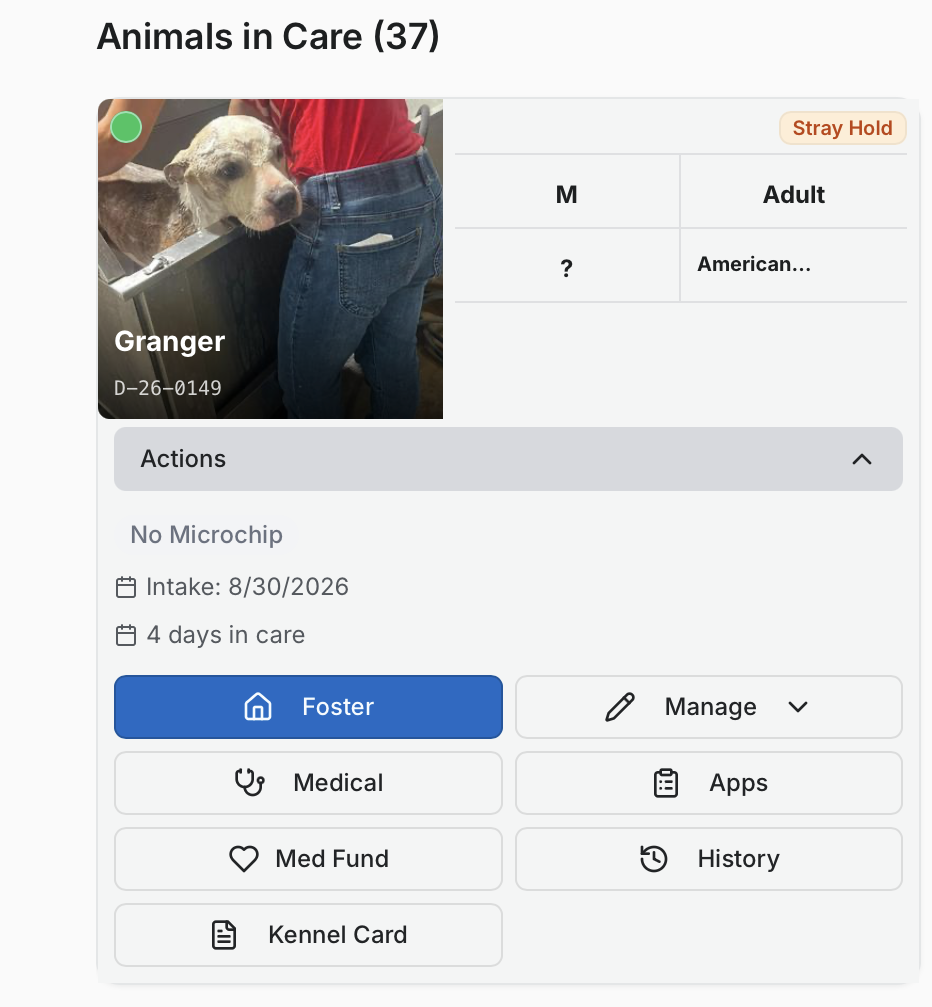 Animals in Care (37)
Stray Hold
M
Adult
?
American...
Granger
D-26-0149
Actions
No Microchip
Intake: 8/30/2026
4 days in care
Foster
Manage
Medical
Apps
Med Fund
History
Kennel Card